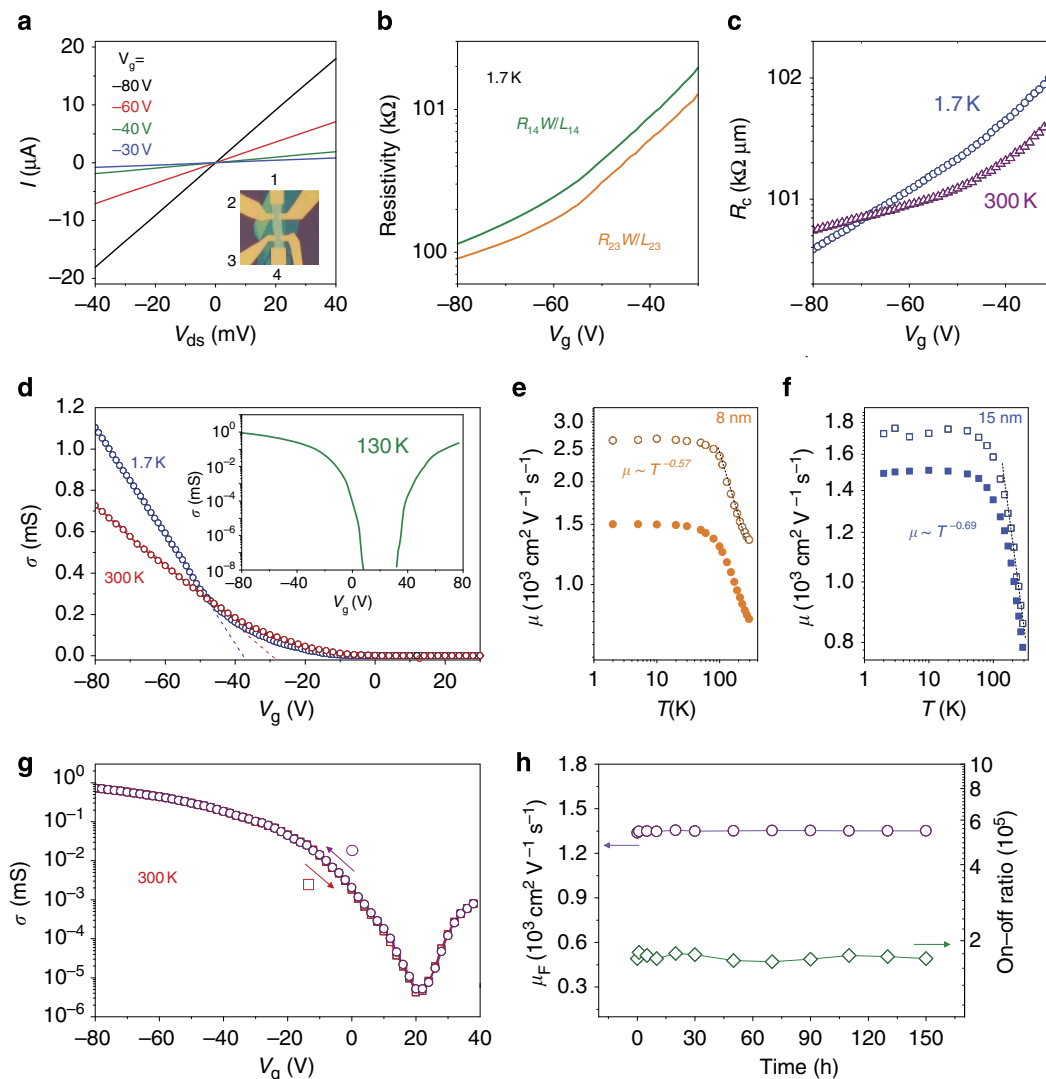 a
I (μA)
20
10
0
−10
−20
V_g=
−80 V
−60 V
−40 V
−30 V
1
2
3
4
−40 −20 0 20 40
V_ds (mV)
b
Resistivity (kΩ)
101
100
1.7 K
R_14W/L_14
R_23W/L_23
−80 −60 −40
V_g (V)
c
R_c (kΩ μm)
102
101
1.7 K
300 K
−80 −60 −40
V_g (V)
d
σ (mS)
1.2
1.0
0.8
0.6
0.4
0.2
0.0
1.7 K
300 K
−80 −60 −40 −20 0 20
V_g (V)
σ (mS)
10^0
10^−2
10^−4
10^−6
10^−8
130 K
−80 −40 0 40 80
V_g (V)
e
μ (10^3 cm^2 V^−1 s^−1)
3.0
2.5
2.0
1.5
1.0
8 nm
μ ~ T^−0.57
1 10 100
T(K)
f
μ (10^3 cm^2 V^−1 s^−1)
1.8
1.6
1.4
1.2
1.0
0.8
15 nm
μ ~ T^−0.69
1 10 100
T (K)
g
σ (mS)
10^0
10^−1
10^−2
10^−3
10^−4
10^−5
10^−6
300 K
−80 −60 −40 −20 0 20 40
V_g (V)
h
μ_F (10^3 cm^2 V^−1 s^−1)
1.8
1.5
1.2
0.9
0.6
0.3
10
8
6
4
2
On–off ratio (10^5)
0 30 60 90 120 150
Time (h)